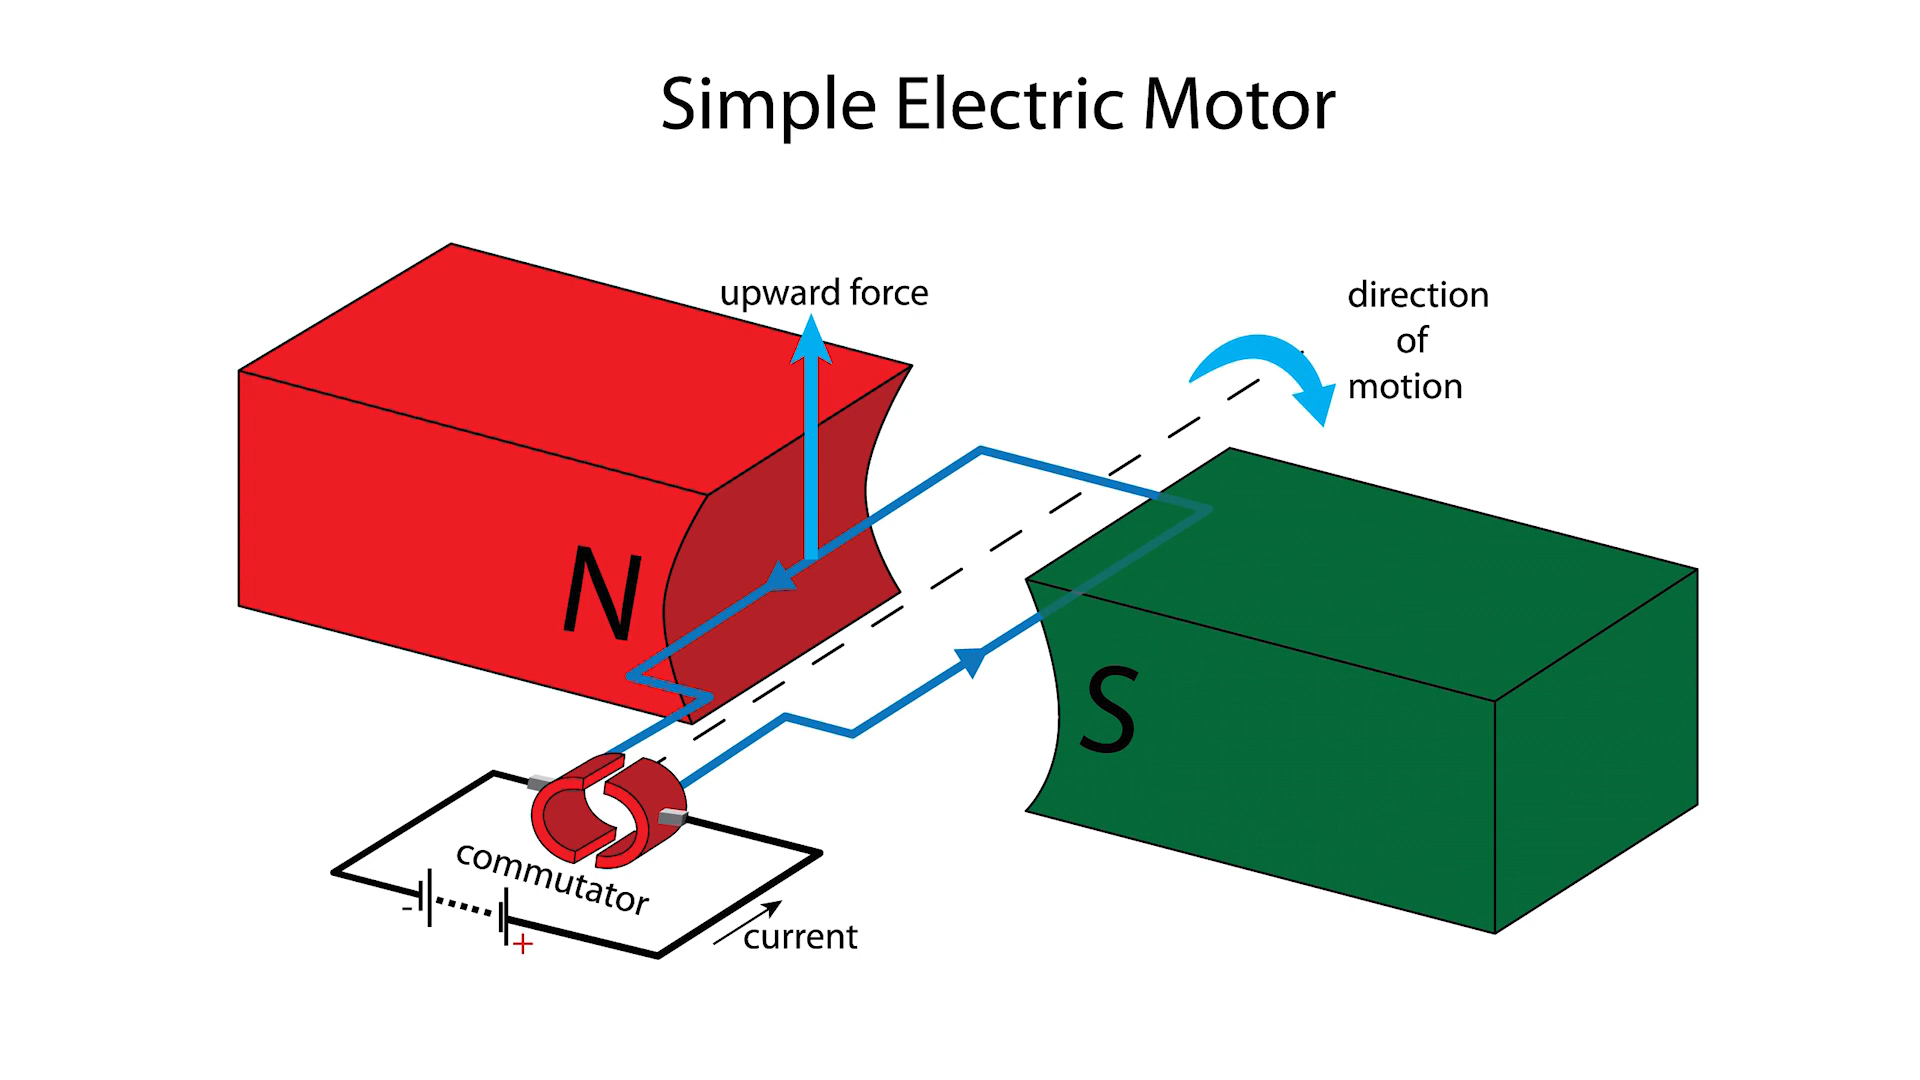 Simple Electric Motor
upward force
direction
of
motion
N
S
commutator
-
+
current